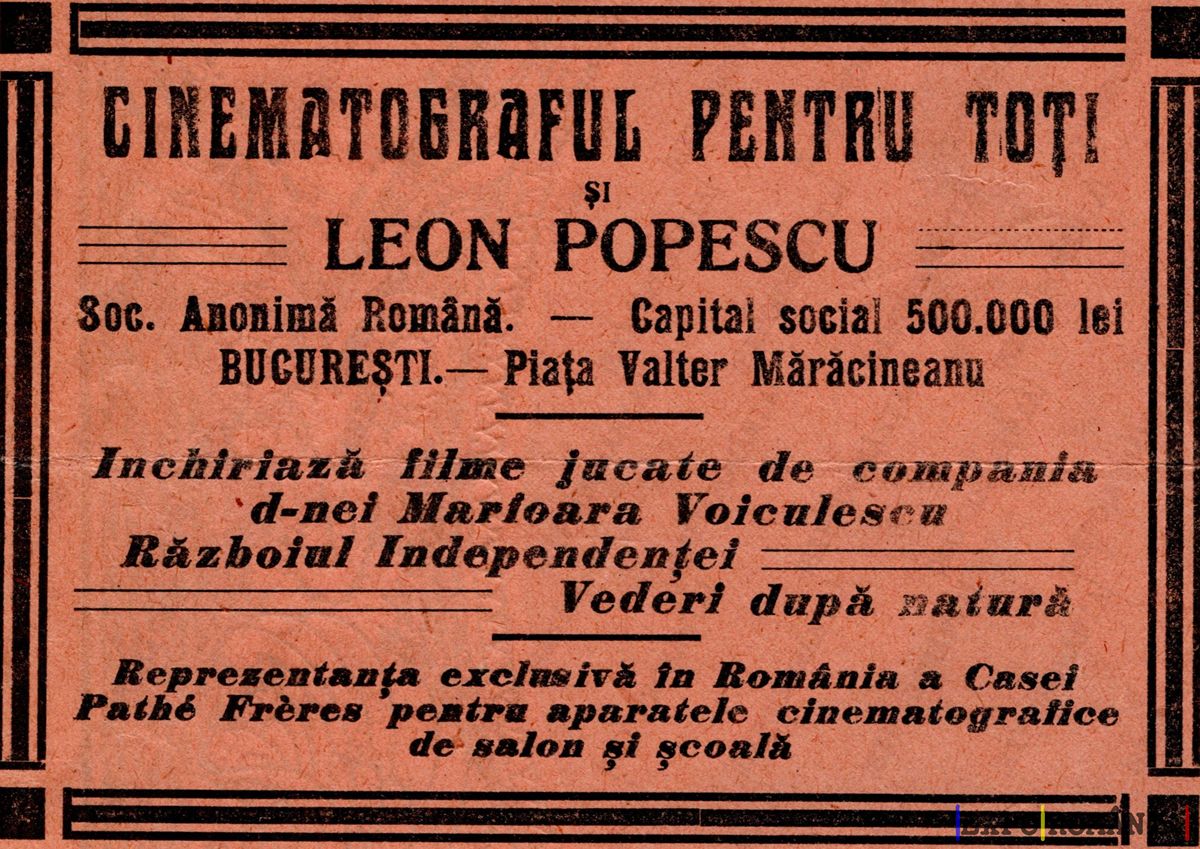 CINEMATOGRAFUL PENTRU TOȚI
ȘI
LEON POPESCU
Soc. Anonimă Română. — Capital social 500.000 lei
BUCUREȘTI.— Piața Valter Mărăcineanu
Inchiriază filme jucate de compania
d-nei Marioara Voiculescu
Războiul Independenței
Vederi după natură
Reprezentanța exclusivă în România a Casei
Pathé Frères pentru aparatele cinematografice
de salon și școală